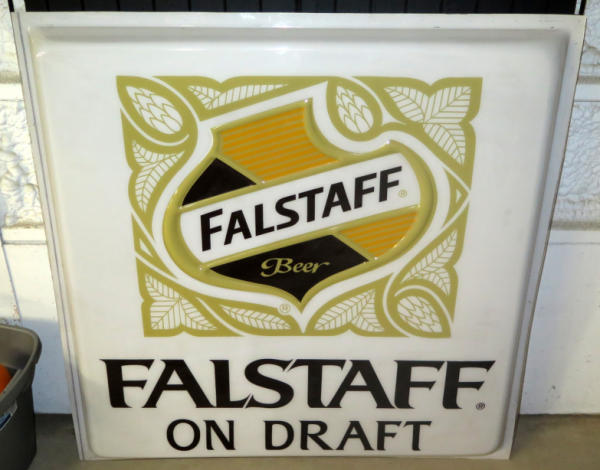 FALSTAFF®
Beer
®
FALSTAFF®
ON DRAFT